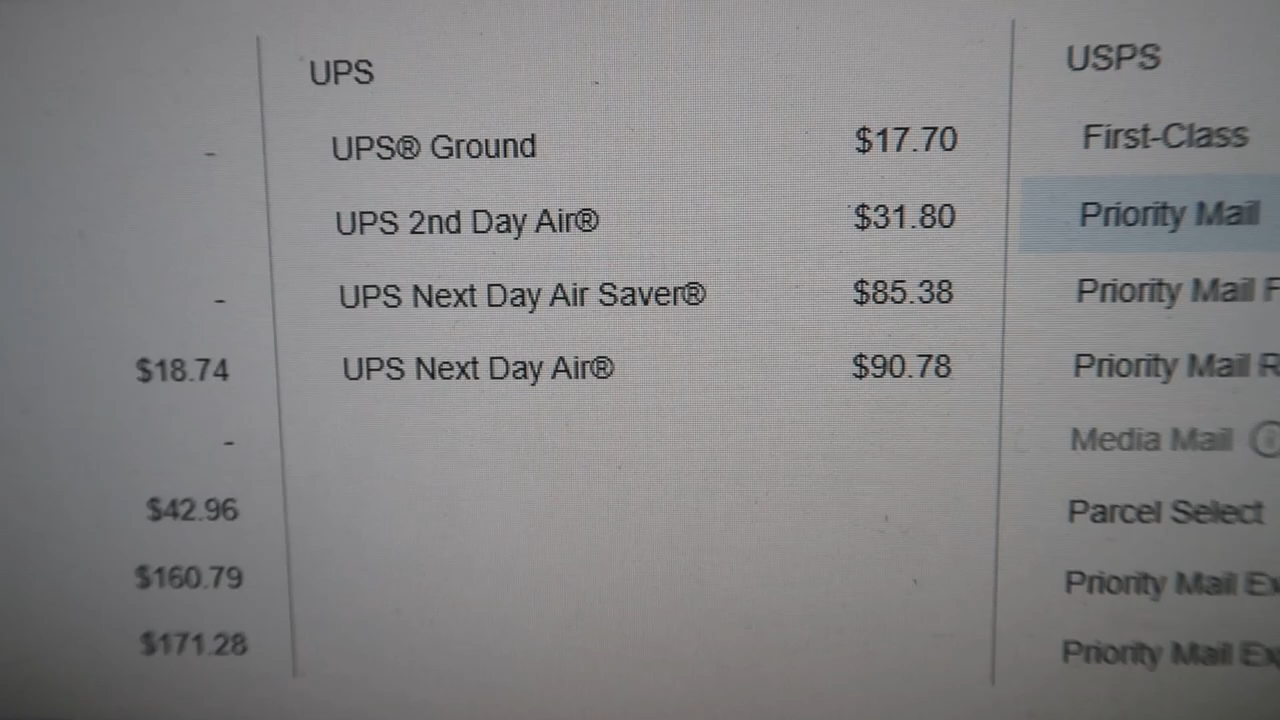 -
-
$18.74
-
$42.96
$160.79
$171.28
UPS
UPS® Ground $17.70
UPS 2nd Day Air® $31.80
UPS Next Day Air Saver® $85.38
UPS Next Day Air® $90.78
USPS
First-Class
Priority Mail
Priority Mail F
Priority Mail R
Media Mail
Parcel Select
Priority Mail Ex
Priority Mail Ex